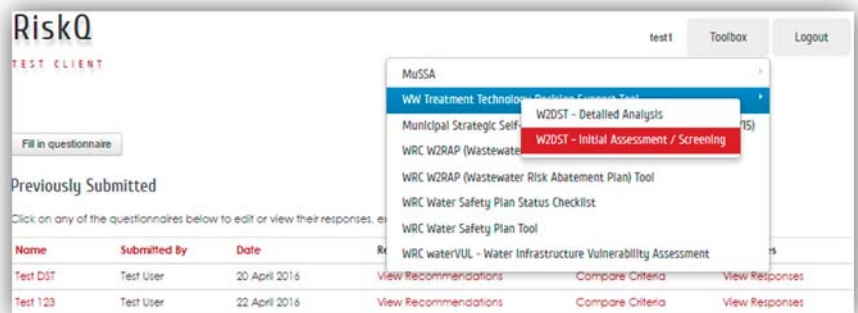 RiskQ
TEST CLIENT
test1 Toolbox Logout
MuSSA
WW Treatment Technology Decision Support Tool
W2DST - Detailed Analysis
Municipal Strategic Self- /15)
W2DST - Initial Assessment / Screening
Fill in questionnaire
WRC W2RAP (Wastewate
WRC W2RAP (Wastewater Risk Abatement Plan) Tool
Previously Submitted
WRC Water Safety Plan Status Checklist
Click on any of the questionnaires below to edit or view their responses, ex
WRC Water Safety Plan Tool
Name Submitted By Date Re s
WRC waterVUL - Water Infrastructure Vulnerability Assessment
Test DST Test User 20 April 2016 View Recommendations Compare Criteria View Responses
Test 123 Test User 22 April 2016 View Recommendations Compare Criteria View Responses